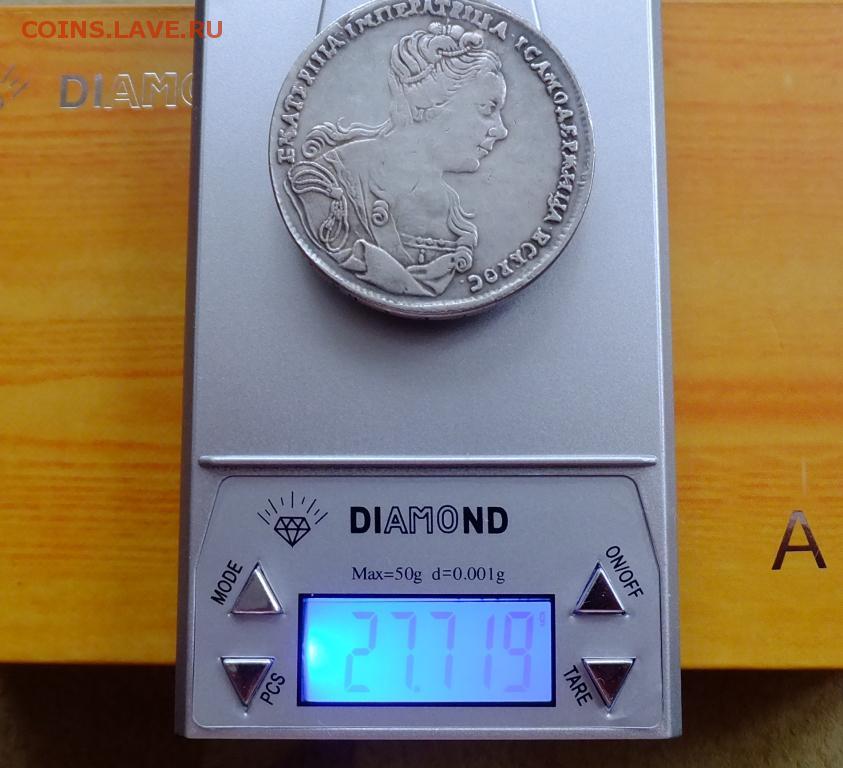 COINS.LAVE.RU
DIAMO
ЕКАТЕРIНА·IМПЕРАТРИЦА·IСАМОДЕРЖИЦА·ВСЕРОС.
DIAMOND
Max=50g d=0.001g
MODE
ON/OFF
27.719 g
PCS
TARE
A